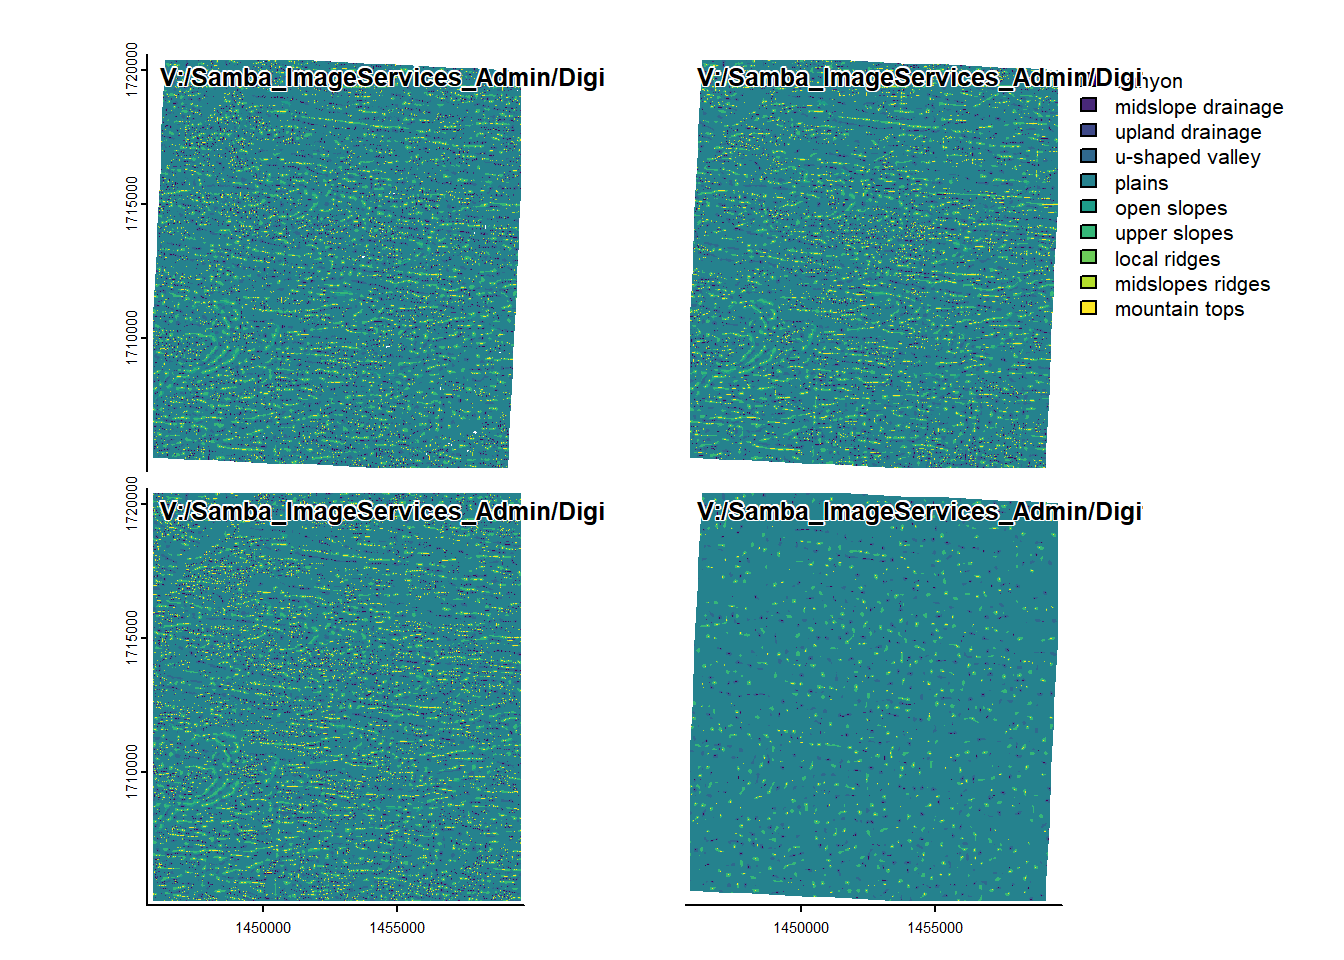 V:/Samba_ImageServices_Admin/Digi
V:/Samba_ImageServices_Admin/Digi
midslope drainage
upland drainage
u-shaped valley
plains
open slopes
upper slopes
local ridges
midslopes ridges
mountain tops
1720000
1715000
1710000
V:/Samba_ImageServices_Admin/Digi
V:/Samba_ImageServices_Admin/Digi
1720000
1715000
1710000
1450000
1455000
1450000
1455000